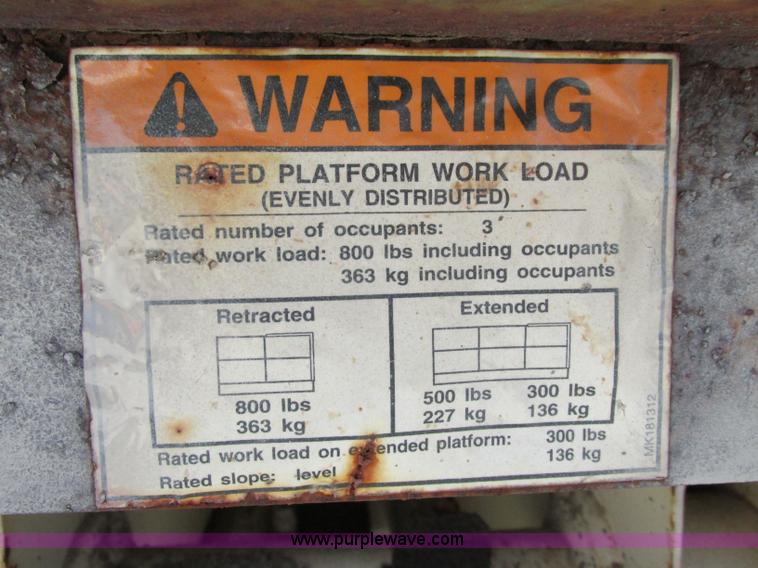 WARNING
RATED PLATFORM WORK LOAD
(EVENLY DISTRIBUTED)
Rated number of occupants: 3
Rated work load: 800 lbs including occupants
363 kg including occupants
Retracted
800 lbs
363 kg
Extended
500 lbs 300 lbs
227 kg 136 kg
Rated work load on extended platform: 300 lbs
136 kg
Rated slope: level
MK181312
www.purplewave.com